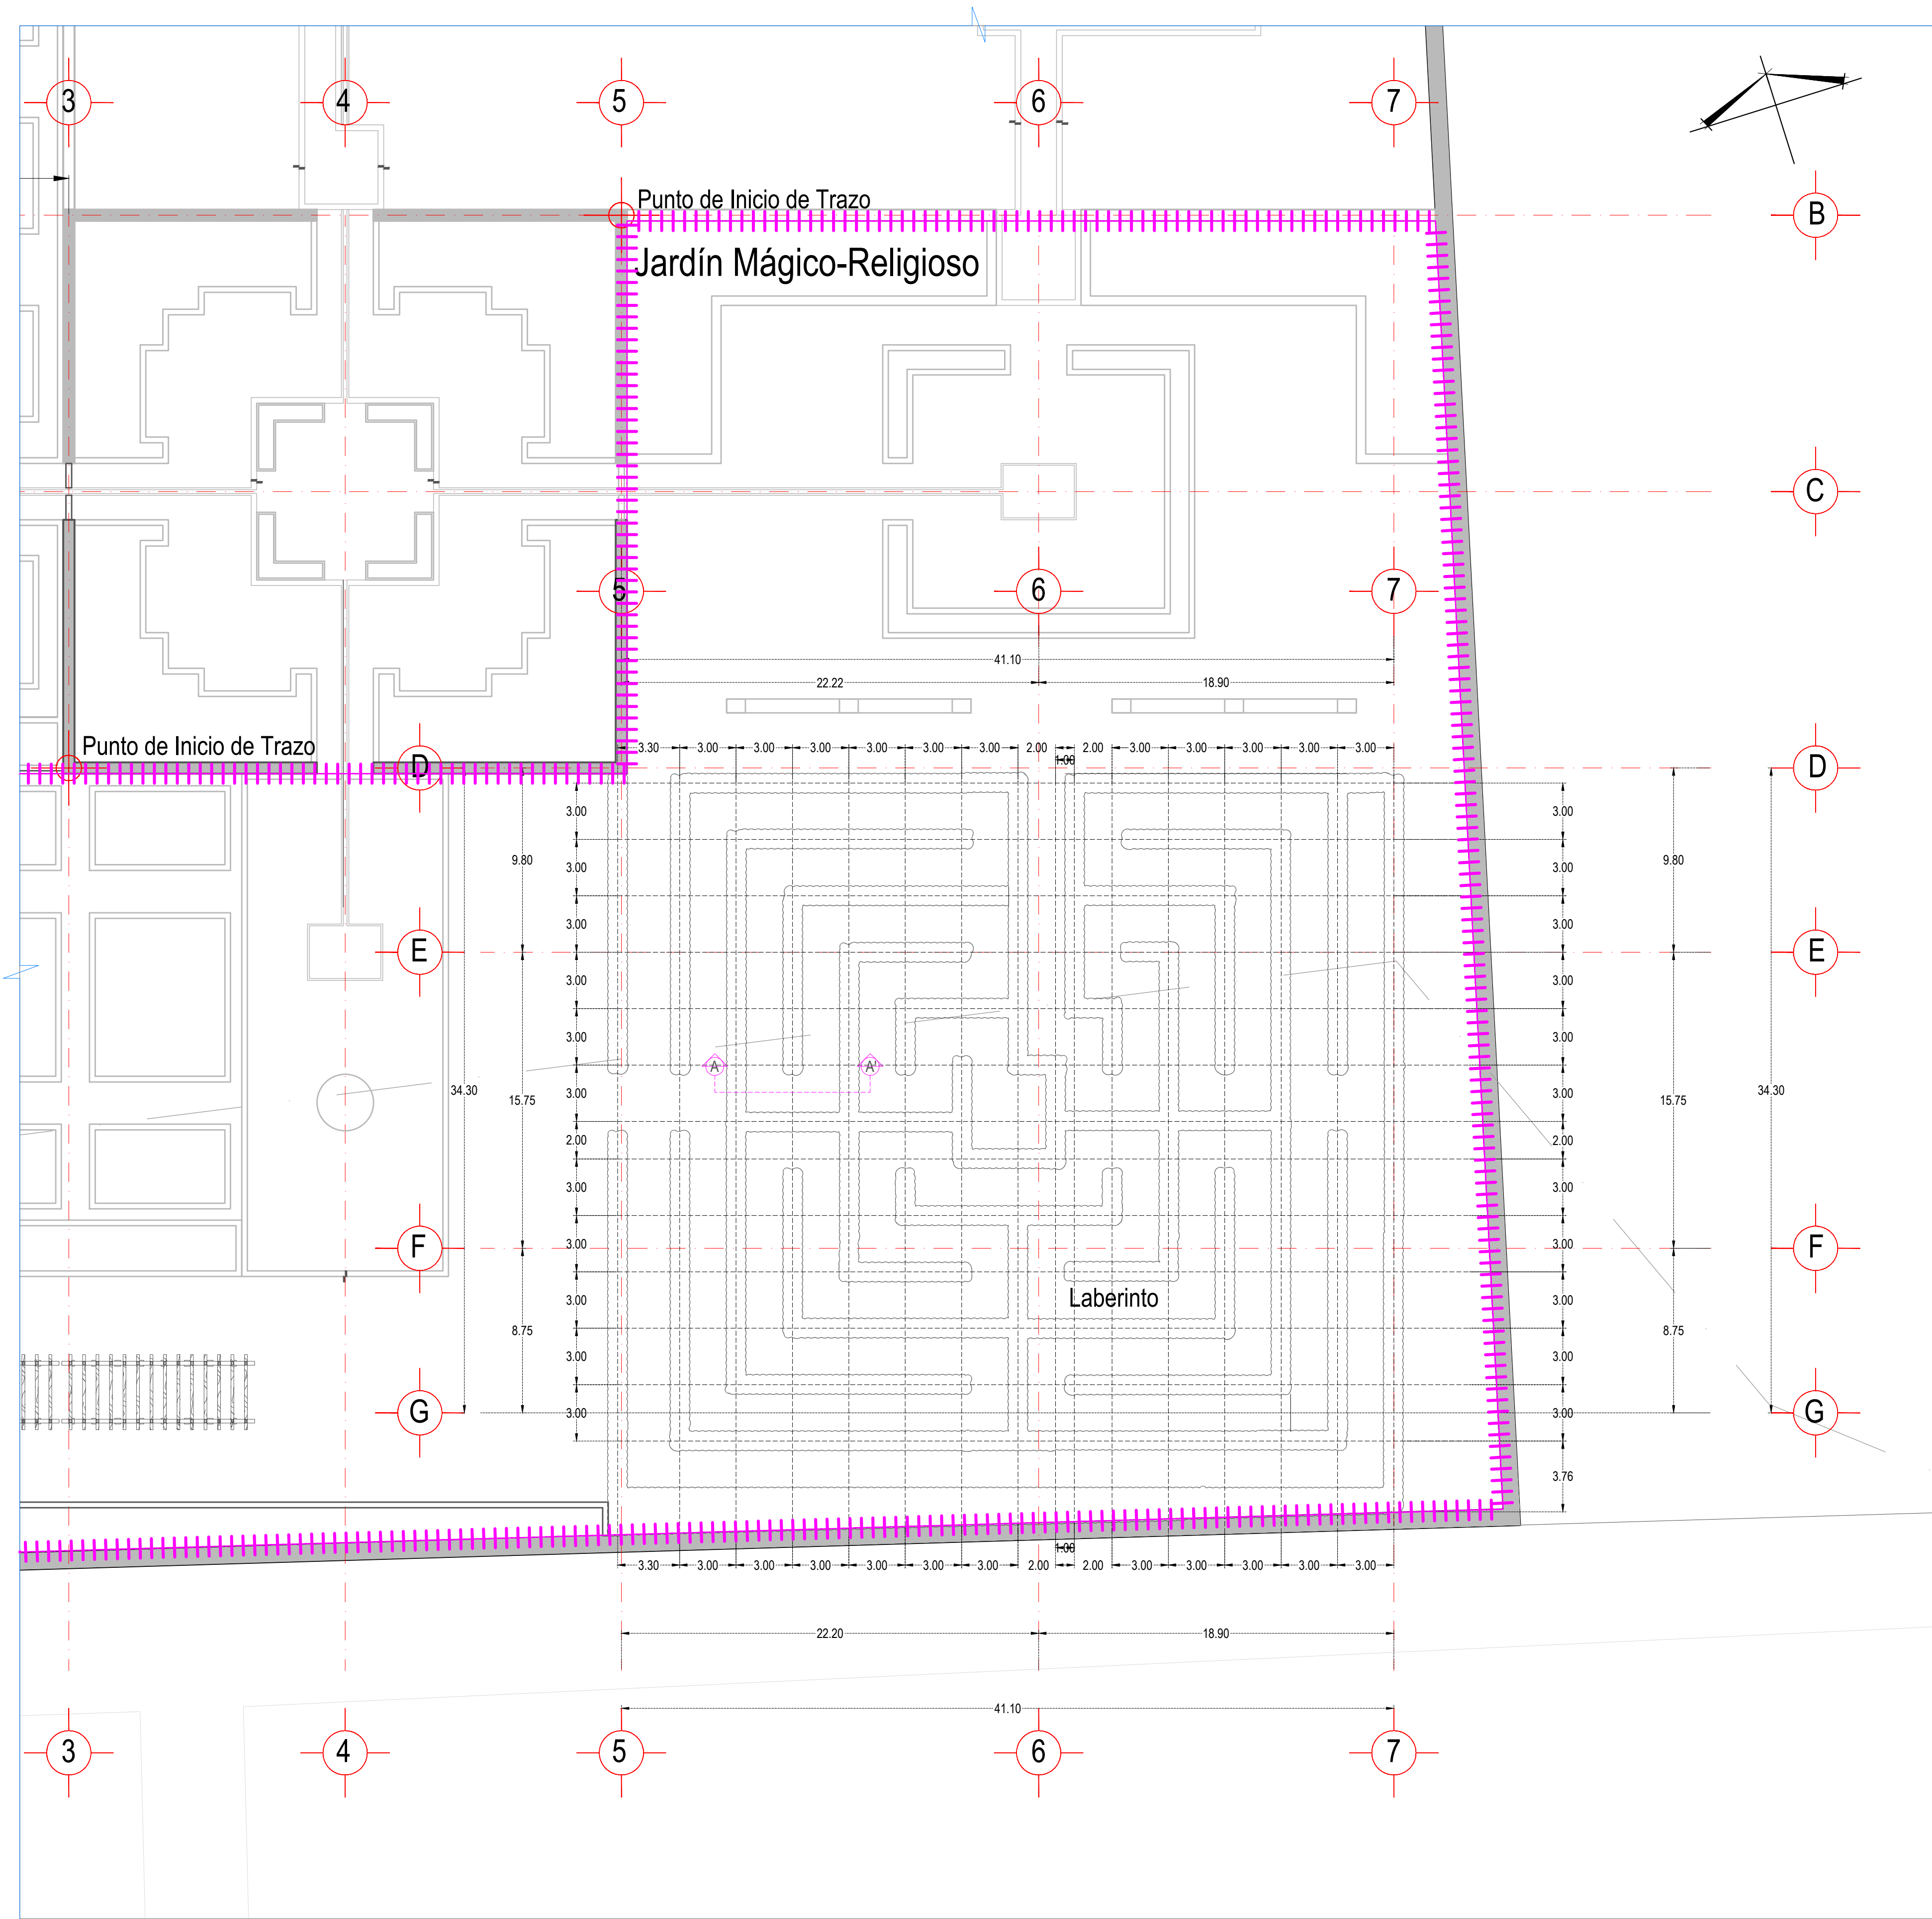 3 4 5 6 7
Punto de Inicio de Trazo
B
Jardín Mágico-Religioso
C
5 6 7
41.10
22.22 18.90
Punto de Inicio de Trazo
3.30 3.00 3.00 3.00 3.00 3.00 3.00 2.00 2.00 3.00 3.00 3.00 3.00 3.00
1.00
D D
3.00 3.00
9.80 9.80
3.00 3.00
3.00 3.00
E E
3.00 3.00
3.00 3.00
A A'
34.30 15.75 3.00 3.00 15.75 34.30
2.00 2.00
3.00 3.00
F 3.00 3.00 F
3.00 3.00
Laberinto
8.75 8.75
3.00 3.00
G 3.00 3.00 G
3.76
1.00
3.30 3.00 3.00 3.00 3.00 3.00 3.00 2.00 2.00 3.00 3.00 3.00 3.00 3.00
22.20 18.90
41.10
3 4 5 6 7